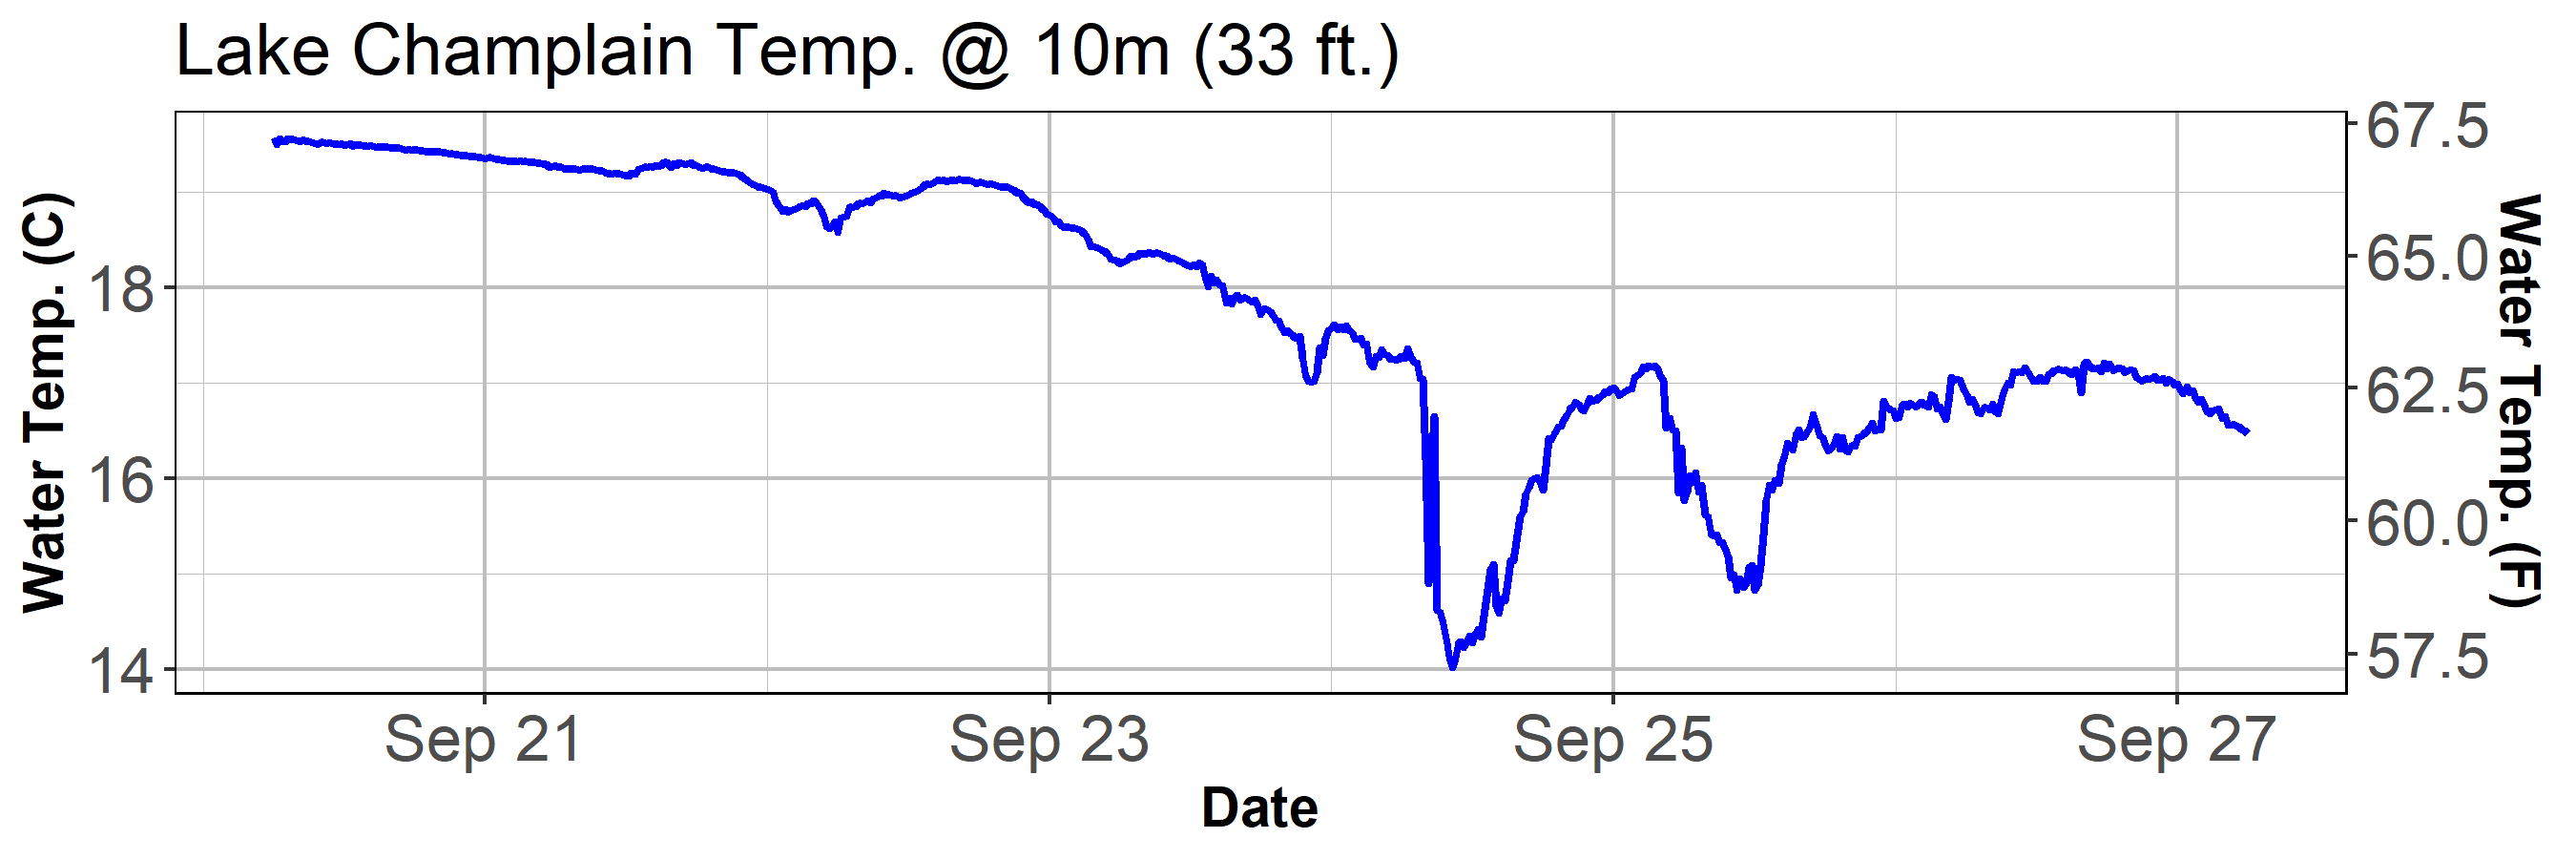 Lake Champlain Temp. @ 10m (33 ft.)
Water Temp. (C)
18
16
14
67.5
65.0
62.5
60.0
57.5
Water Temp. (F)
Sep 21 Sep 23 Sep 25 Sep 27
Date